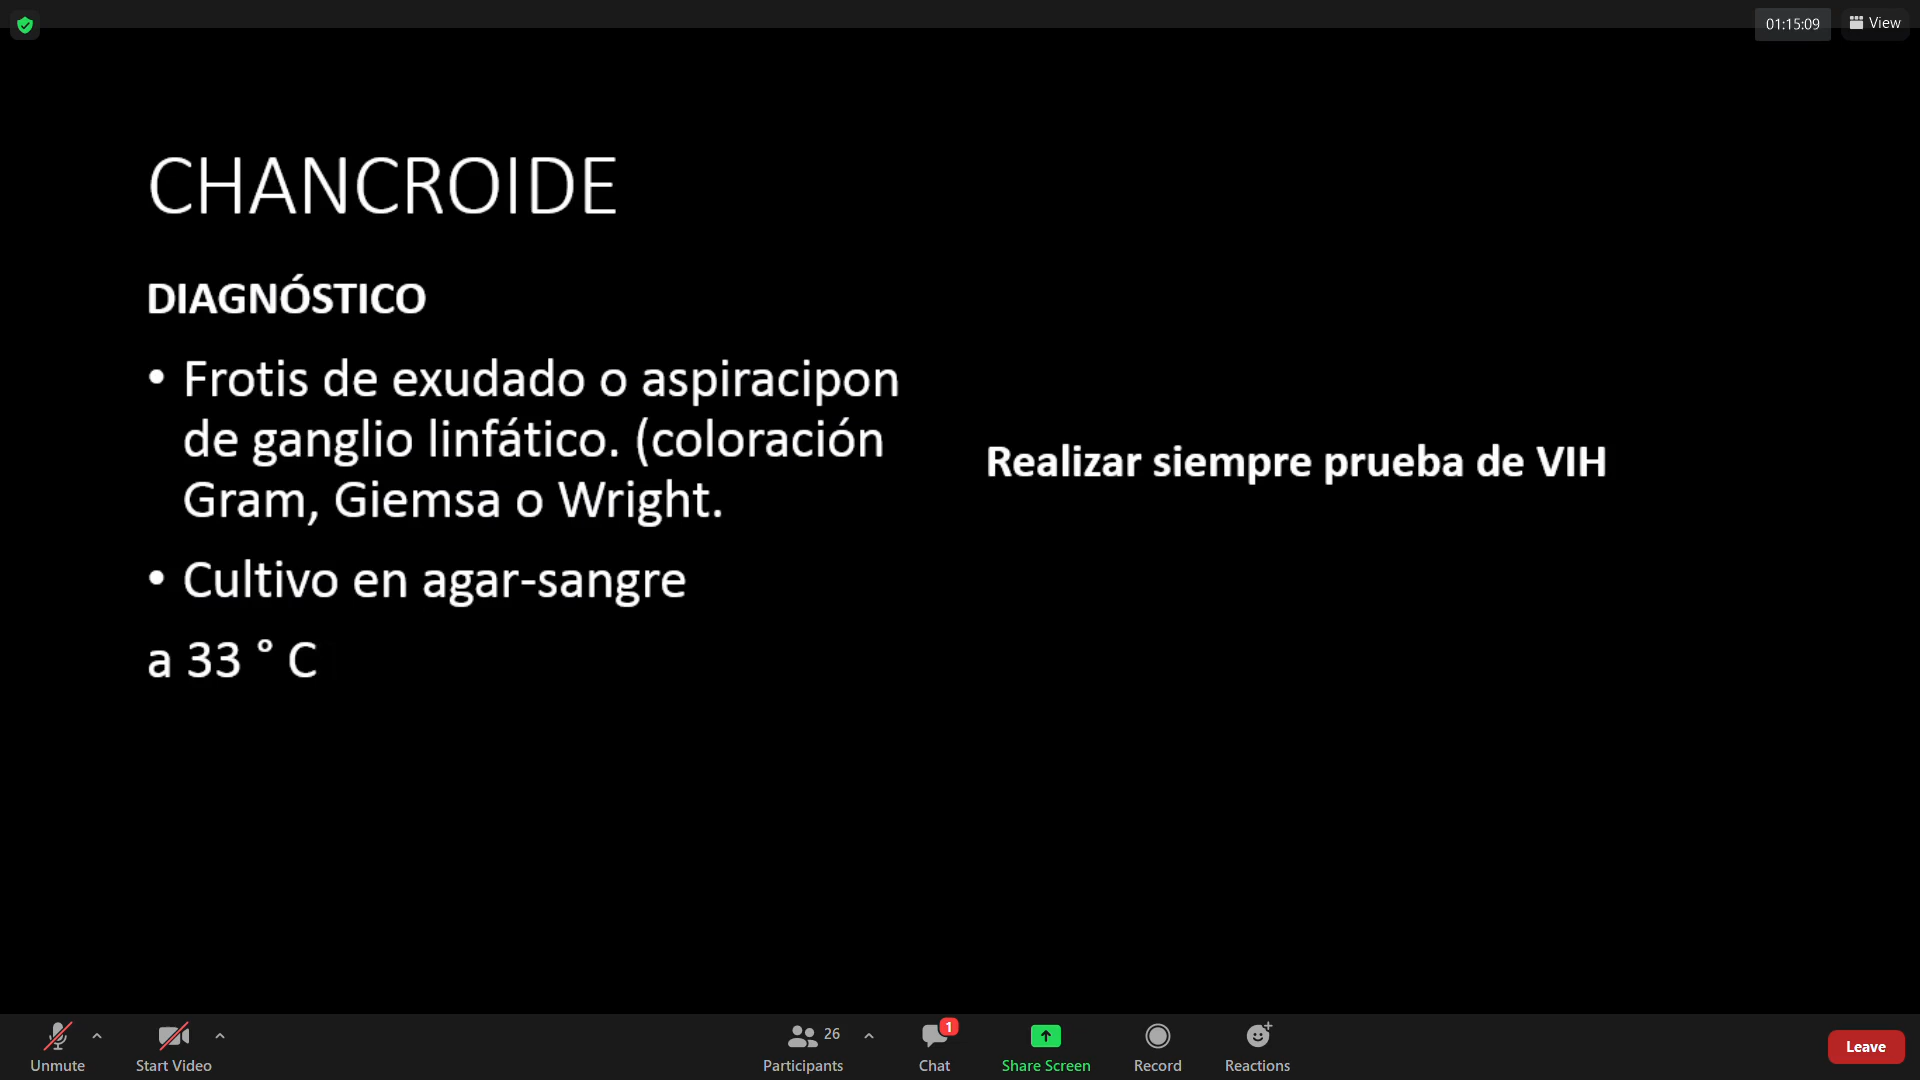 01:15:09
View
CHANCROIDE
DIAGNÓSTICO
• Frotis de exudado o aspiracipon
de ganglio linfático. (coloración
Gram, Giemsa o Wright.
• Cultivo en agar-sangre
a 33 ° C
Realizar siempre prueba de VIH
Unmute
Start Video
26
Participants
1
Chat
Share Screen
Record
Reactions
Leave